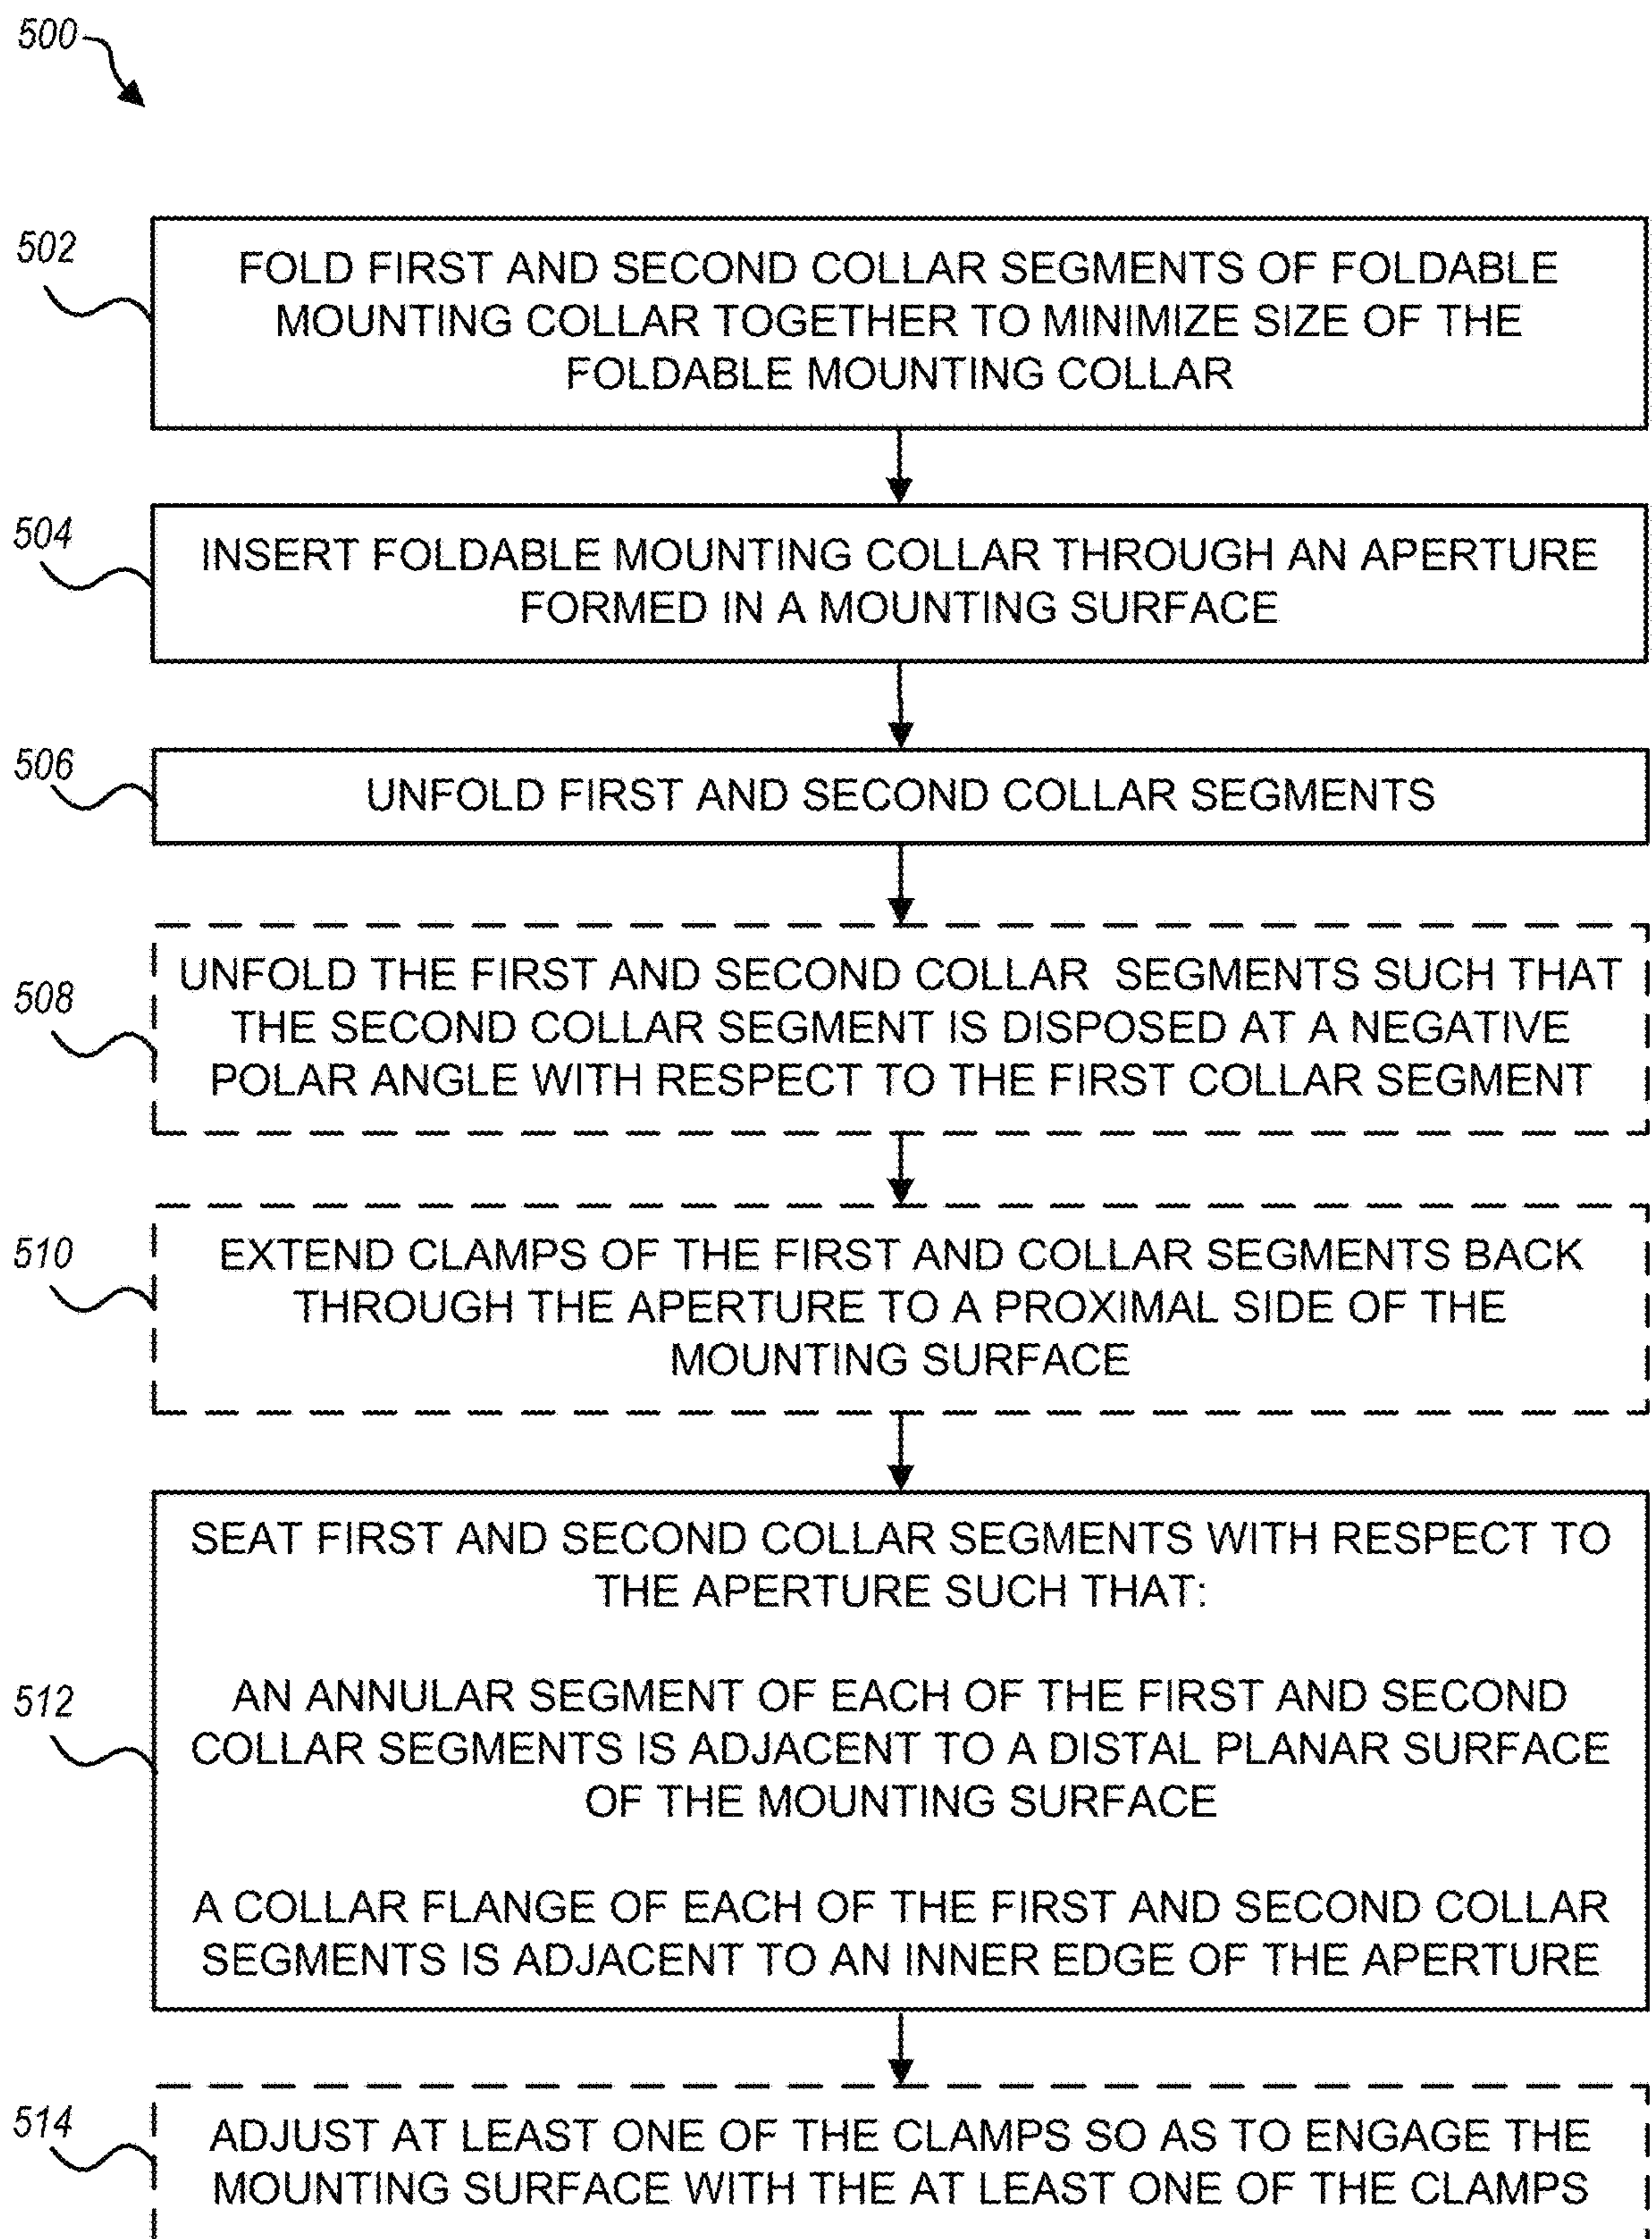 500
502
FOLD FIRST AND SECOND COLLAR SEGMENTS OF FOLDABLE
MOUNTING COLLAR TOGETHER TO MINIMIZE SIZE OF THE
FOLDABLE MOUNTING COLLAR
504
INSERT FOLDABLE MOUNTING COLLAR THROUGH AN APERTURE
FORMED IN A MOUNTING SURFACE
506
UNFOLD FIRST AND SECOND COLLAR SEGMENTS
508
UNFOLD THE FIRST AND SECOND COLLAR SEGMENTS SUCH THAT
THE SECOND COLLAR SEGMENT IS DISPOSED AT A NEGATIVE
POLAR ANGLE WITH RESPECT TO THE FIRST COLLAR SEGMENT
510
EXTEND CLAMPS OF THE FIRST AND COLLAR SEGMENTS BACK
THROUGH THE APERTURE TO A PROXIMAL SIDE OF THE
MOUNTING SURFACE
512
SEAT FIRST AND SECOND COLLAR SEGMENTS WITH RESPECT TO
THE APERTURE SUCH THAT:
AN ANNULAR SEGMENT OF EACH OF THE FIRST AND SECOND
COLLAR SEGMENTS IS ADJACENT TO A DISTAL PLANAR SURFACE
OF THE MOUNTING SURFACE
A COLLAR FLANGE OF EACH OF THE FIRST AND SECOND COLLAR
SEGMENTS IS ADJACENT TO AN INNER EDGE OF THE APERTURE
514
ADJUST AT LEAST ONE OF THE CLAMPS SO AS TO ENGAGE THE
MOUNTING SURFACE WITH THE AT LEAST ONE OF THE CLAMPS